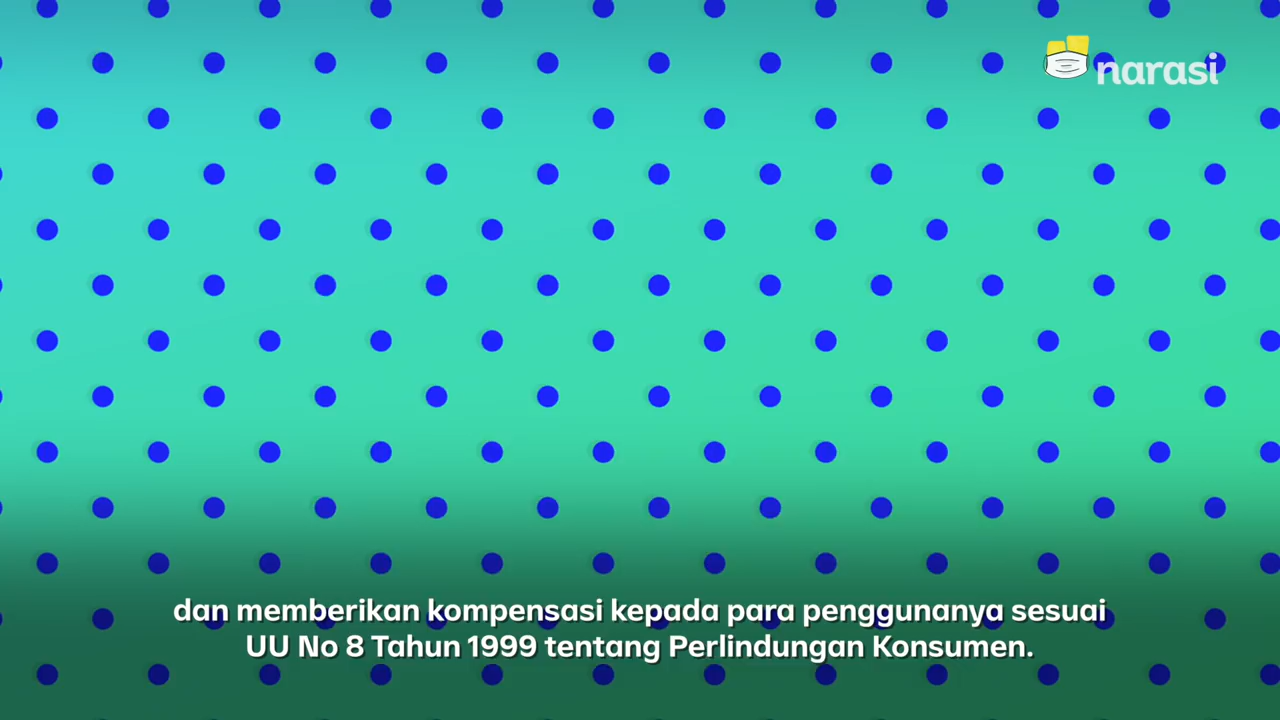 narasi
dan memberikan kompensasi kepada para penggunanya sesuai
UU No 8 Tahun 1999 tentang Perlindungan Konsumen.